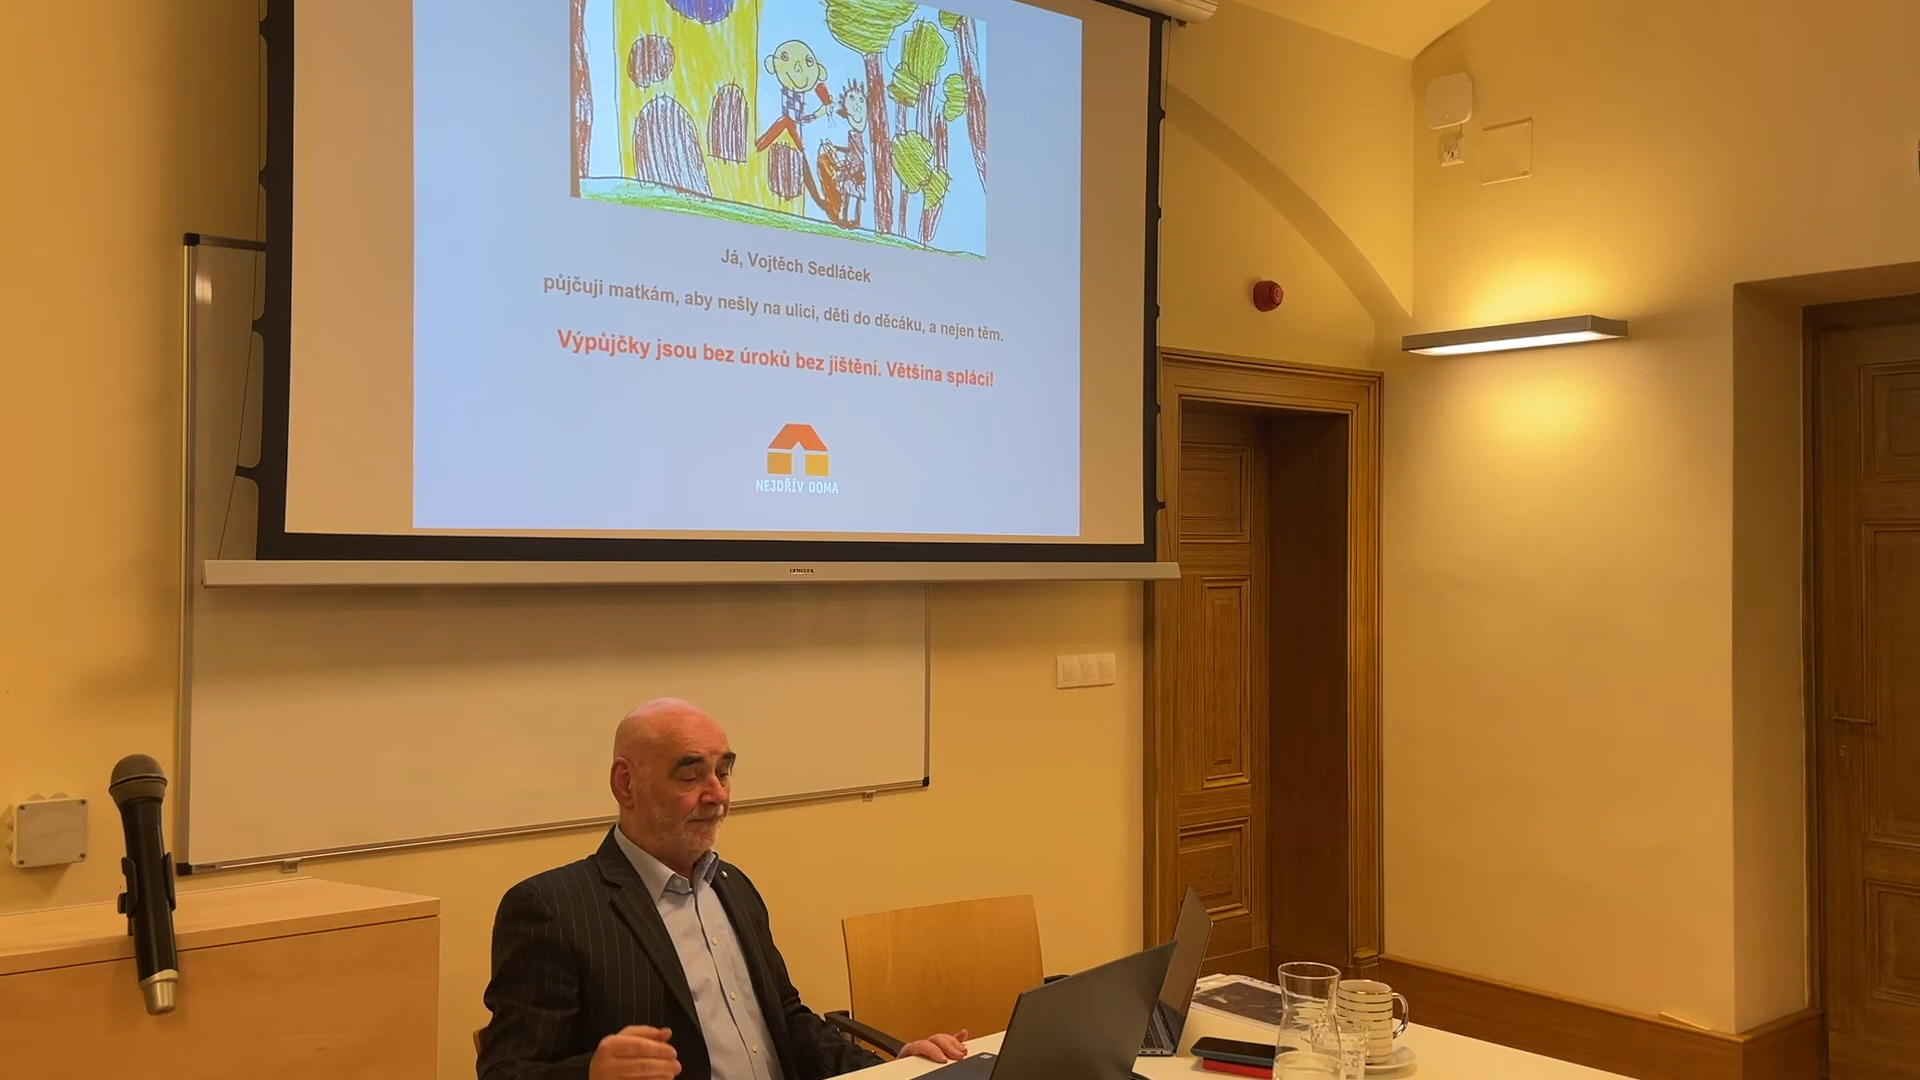 Já, Vojtěch Sedláček
půjčuji matkám, aby nešly na ulici, děti do děcáku, a nejen těm.
Výpůjčky jsou bez úroků bez jištění. Většina splácí!
NEJDŘÍV DOMA